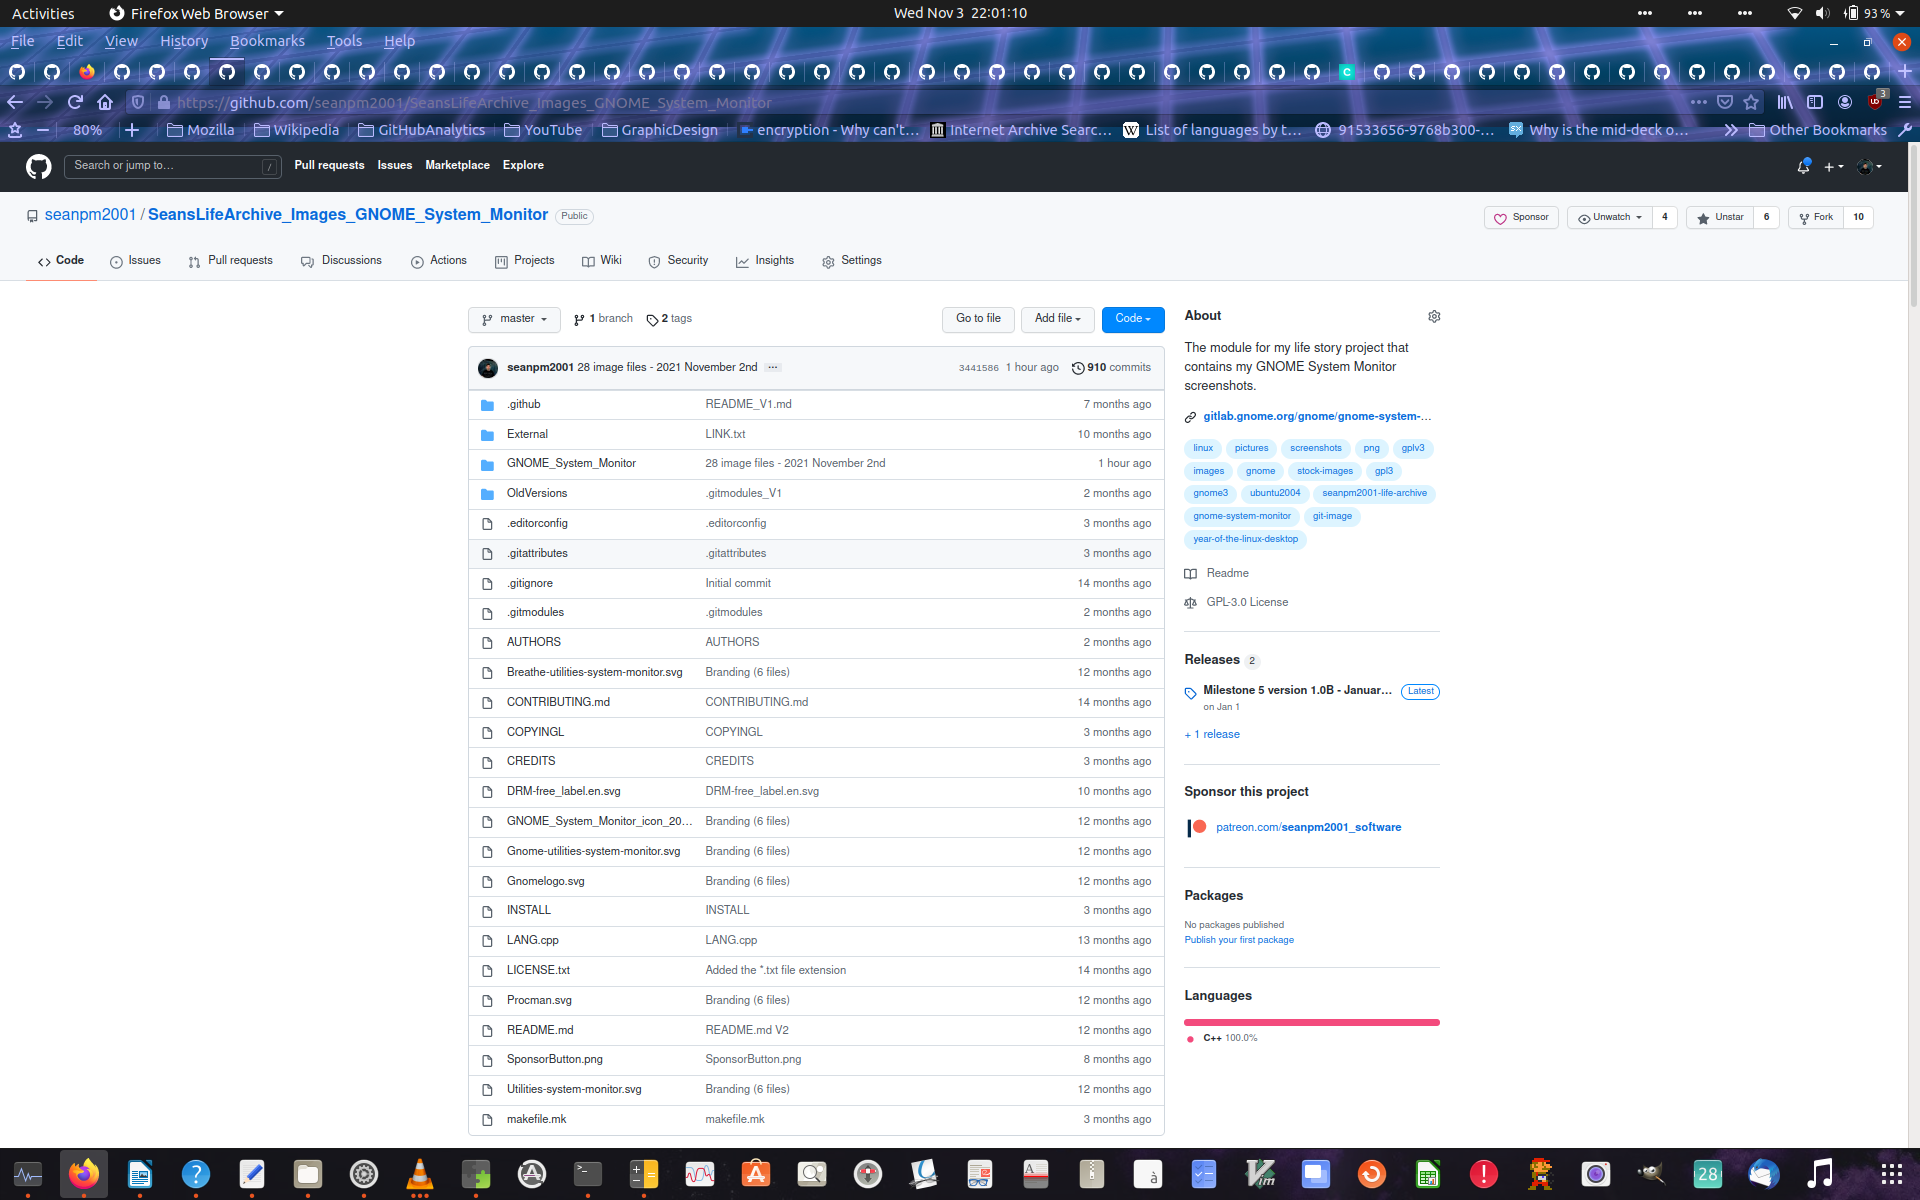 Activities Firefox Web Browser Wed Nov 3 22:01:10 93 %
File Edit View History Bookmarks Tools Help
https://github.com/seanpm2001/SeansLifeArchive_Images_GNOME_System_Monitor 3
80% Mozilla Wikipedia GitHubAnalytics YouTube GraphicDesign encryption - Why can't… Internet Archive Searc… List of languages by t… 91533656-9768b300-… Why is the mid-deck o… Other Bookmarks
Search or jump to… / Pull requests Issues Marketplace Explore
seanpm2001 / SeansLifeArchive_Images_GNOME_System_Monitor Public Sponsor Unwatch 4 Unstar 6 Fork 10
Code Issues Pull requests Discussions Actions Projects Wiki Security Insights Settings
master 1 branch 2 tags Go to file Add file Code
seanpm2001 28 image files - 2021 November 2nd … 3441586 1 hour ago 910 commits
.github README_V1.md 7 months ago
External LINK.txt 10 months ago
GNOME_System_Monitor 28 image files - 2021 November 2nd 1 hour ago
OldVersions .gitmodules_V1 2 months ago
.editorconfig .editorconfig 3 months ago
.gitattributes .gitattributes 3 months ago
.gitignore Initial commit 14 months ago
.gitmodules .gitmodules 2 months ago
AUTHORS AUTHORS 2 months ago
Breathe-utilities-system-monitor.svg Branding (6 files) 12 months ago
CONTRIBUTING.md CONTRIBUTING.md 14 months ago
COPYINGL COPYINGL 3 months ago
CREDITS CREDITS 3 months ago
DRM-free_label.en.svg DRM-free_label.en.svg 10 months ago
GNOME_System_Monitor_icon_20… Branding (6 files) 12 months ago
Gnome-utilities-system-monitor.svg Branding (6 files) 12 months ago
Gnomelogo.svg Branding (6 files) 12 months ago
INSTALL INSTALL 3 months ago
LANG.cpp LANG.cpp 13 months ago
LICENSE.txt Added the *.txt file extension 14 months ago
Procman.svg Branding (6 files) 12 months ago
README.md README.md V2 12 months ago
SponsorButton.png SponsorButton.png 8 months ago
Utilities-system-monitor.svg Branding (6 files) 12 months ago
makefile.mk makefile.mk 3 months ago
About
The module for my life story project that
contains my GNOME System Monitor
screenshots.
gitlab.gnome.org/gnome/gnome-system-…
linux pictures screenshots png gplv3
images gnome stock-images gpl3
gnome3 ubuntu2004 seanpm2001-life-archive
gnome-system-monitor git-image
year-of-the-linux-desktop
Readme
GPL-3.0 License
Releases 2
Milestone 5 version 1.0B - Januar… Latest
on Jan 1
+ 1 release
Sponsor this project
patreon.com/seanpm2001_software
Packages
No packages published
Publish your first package
Languages
C++ 100.0%
28